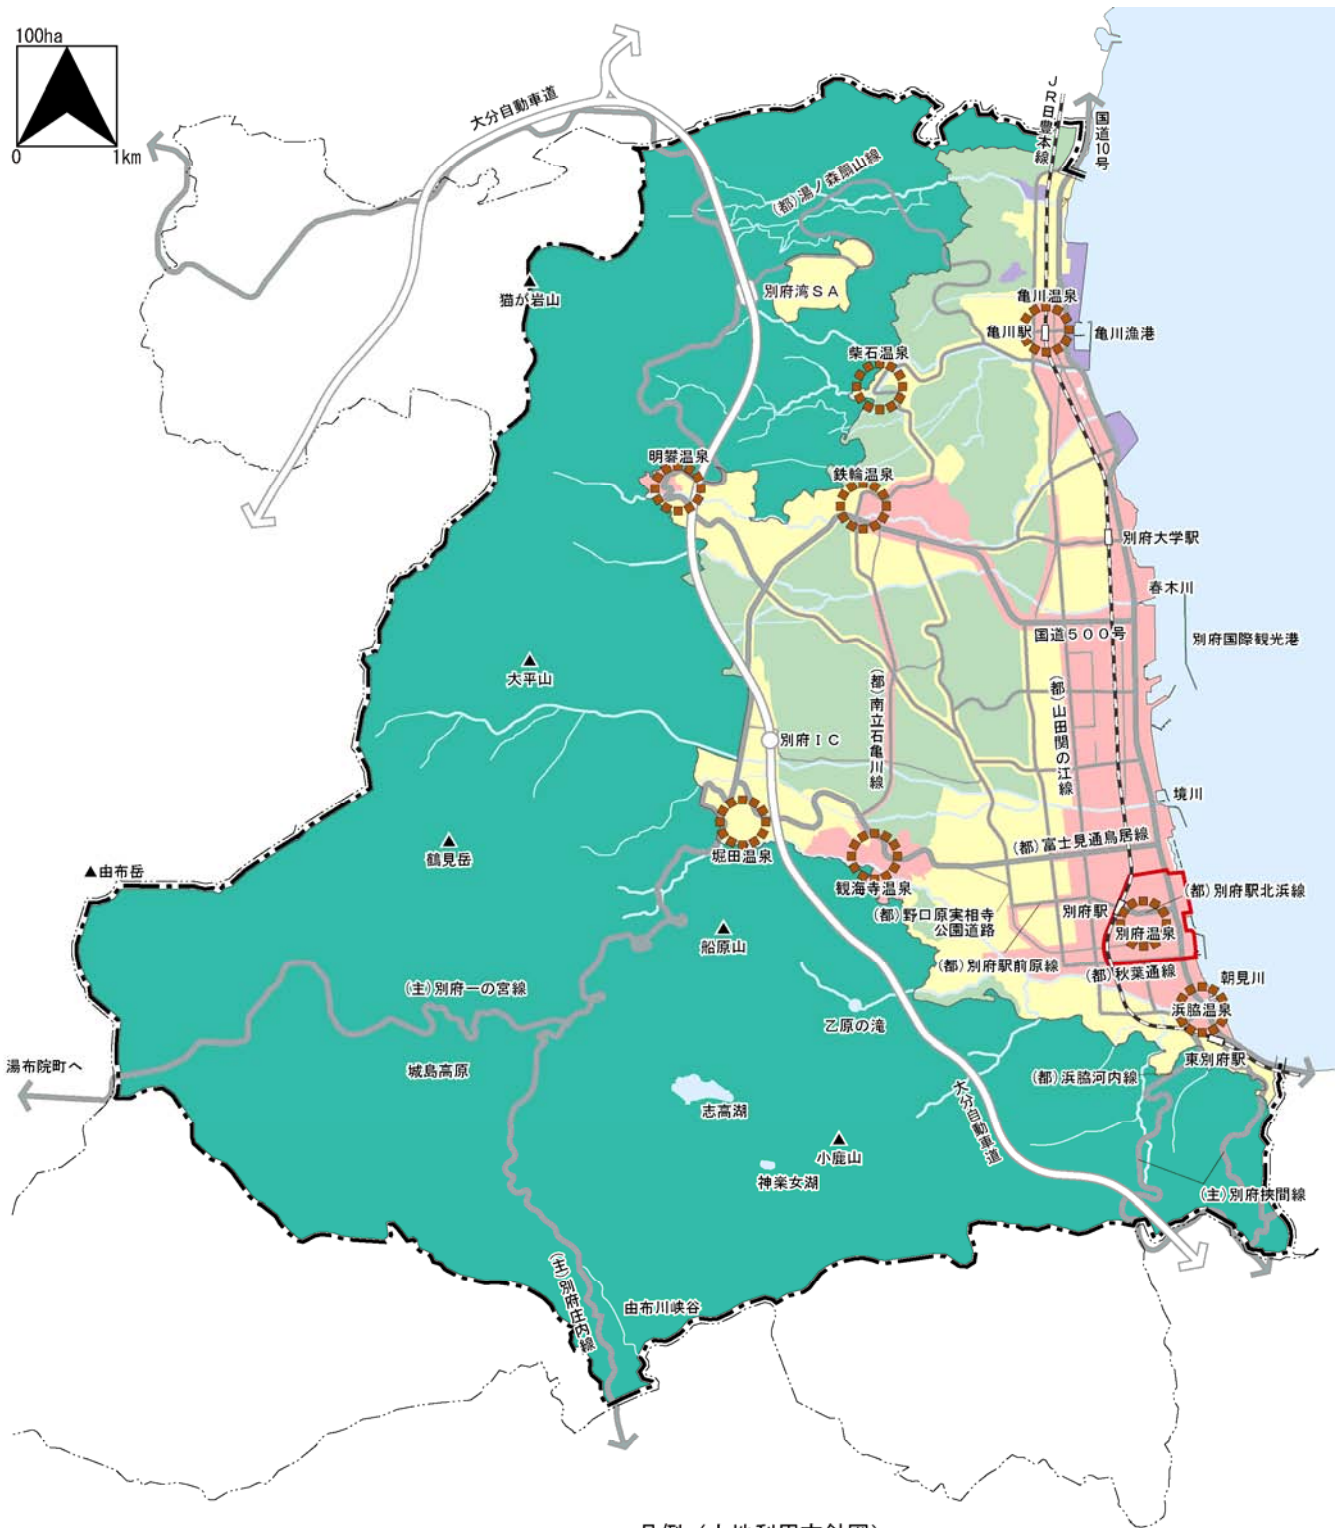 100ha
0 1km
大分自動車道
JR日豊本線
国道10号
(都)湯ノ森扇山線
猫が岩山
別府湾SA
亀川温泉
亀川駅
亀川漁港
柴石温泉
明礬温泉
鉄輪温泉
別府大学駅
春木川
国道500号
別府国際観光港
大平山
(都)南立石亀川線
(都)山田関の江線
別府IC
境川
(都)富士見通鳥居線
鶴見岳
堀田温泉
由布岳
観海寺温泉
(都)別府駅北浜線
別府駅
(都)野口原実相寺
公園道路
別府温泉
船原山
(都)別府駅前原線
(都)秋葉通線
朝見川
(主)別府一の宮線
乙原の滝
浜脇温泉
東別府駅
湯布院町へ
城島高原
(都)浜脇河内線
志高湖
大分自動車道
小鹿山
神楽女湖
(主)別府挾間線
(主)別府庄内線
由布川峡谷